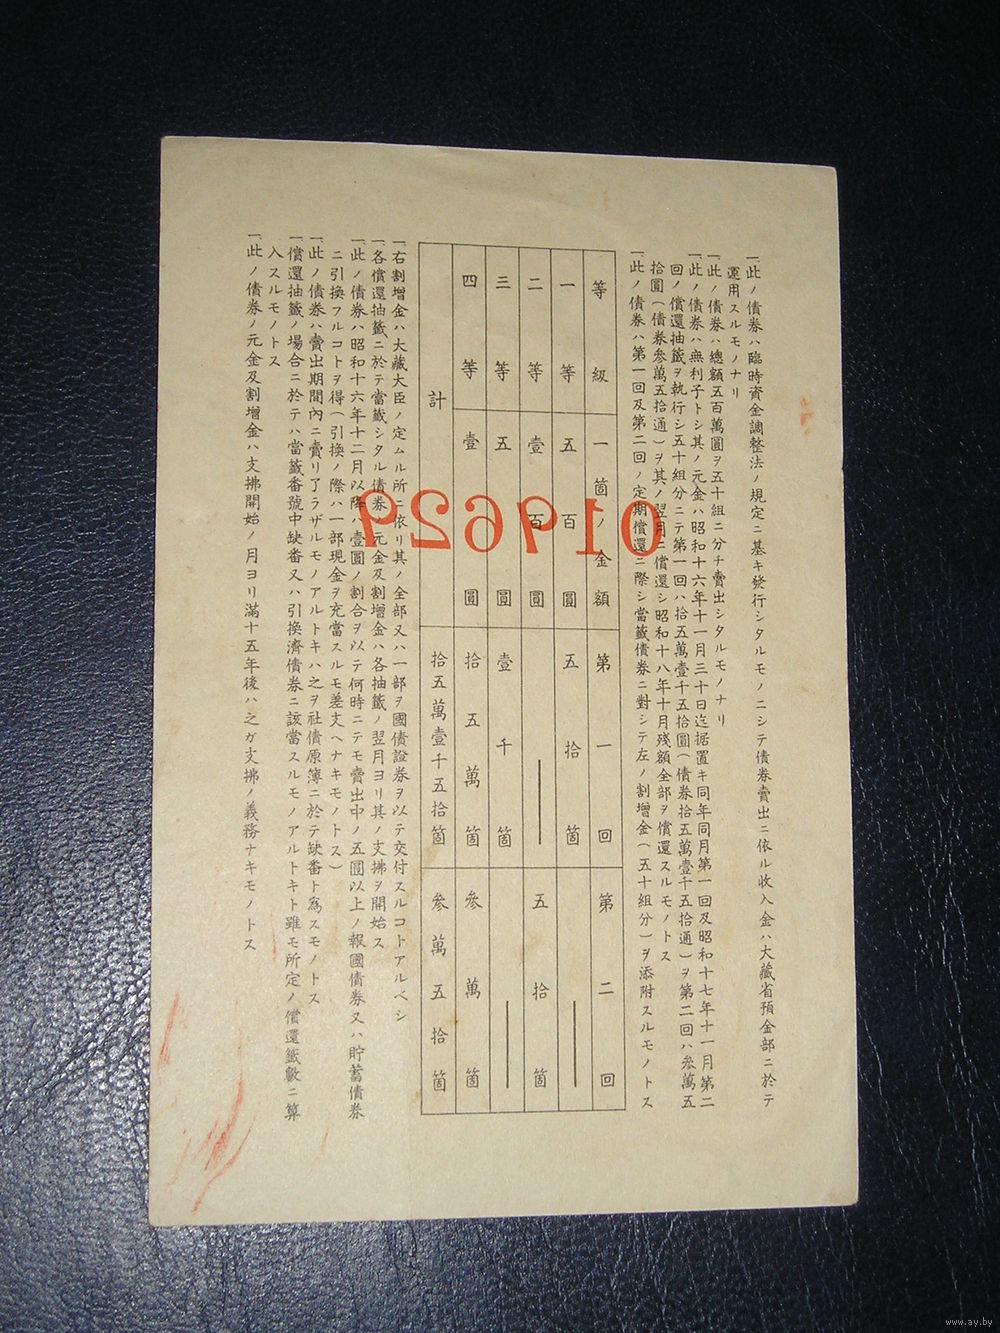 一、此ノ債券ハ臨時資金調整法ノ規定ニ基キ發行シタルモノニシテ債券賣出ニ依ル收入金ハ大藏省預金部ニ於テ
運用スルモノナリ
一、此ノ債券ハ總額五百萬圓ヲ五十組ニ分チ賣出シタルモノナリ
一、此ノ債券ハ無利子トシ其ノ元金ハ昭和十六年十一月三十日迄据置キ同年同月第一回及昭和十七年十一月第二
回ノ償還抽籤ヲ執行シ五十組分ニテ第一回ハ拾五萬壹千五拾圓(債券拾五萬壹千五拾通)ヲ第二回ハ參萬五
拾圓(債券參萬五拾通)ヲ其ノ翌月ニ償還シ昭和十八年十月殘額全部ヲ償還スルモノトス
一、此ノ債券ハ第一回及第二回ノ定期償還ニ際シ當籤債券ニ對シテ左ノ割增金(五十組分)ヲ添附スルモノトス
等級 一箇ノ金額 第一回 第二回
一等 五百圓 五拾箇 ——
二等 壹百圓 —— 五拾箇
三等 五圓 壹千箇 ——
四等 壹圓 拾五萬箇 參萬箇
計 拾五萬壹千五拾箇 參萬五拾箇
一、右割增金ハ大藏大臣ノ定ムル所ニ依リ其ノ全部又ハ一部ヲ國債證券ヲ以テ交付スルコトアルベシ
一、各償還抽籤ニ於テ當籤シタル債券ノ元金及割增金ハ各抽籤ノ翌月ヨリ其ノ支拂ヲ開始ス
一、此ノ債券ハ昭和十六年十二月以降ハ壹圓ノ割合ヲ以テ何時ニテモ賣出中ノ五圓以上ノ報國債券又ハ貯蓄債券
ニ引換フルコトヲ得(引換ノ際ハ一部現金ヲ充當スルモ差支ヘナキモノトス)
一、此ノ債券ハ賣出期間內ニ賣リ了ラザルモノアルトキハ之ヲ社債原簿ニ於テ缺番ト爲スモノトス
一、償還抽籤ノ場合ニ於テハ當籤番號中缺番又ハ引換濟債券ニ該當スルモノアルトキト雖モ所定ノ償還籤數ニ算
入スルモノトス
一、此ノ債券ノ元金及割增金ハ支拂開始ノ月ヨリ滿十五年後ハ之ガ支拂ノ義務ナキモノトス
0194629
www.ay.by